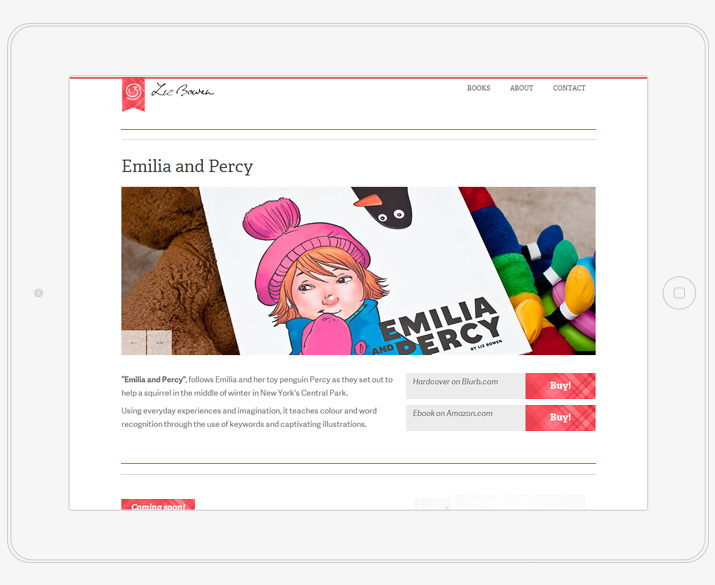 Liz Bowen
BOOKS ABOUT CONTACT
Emilia and Percy
EMILIA
AND PERCY
BY LIZ BOWEN
"Emilia and Percy", follows Emilia and her toy penguin Percy as they set out to
help a squirrel in the middle of winter in New York's Central Park.
Using everyday experiences and imagination, it teaches colour and word
recognition through the use of keywords and captivating illustrations.
Hardcover on Blurb.com Buy!
Ebook on Amazon.com Buy!
Coming soon!